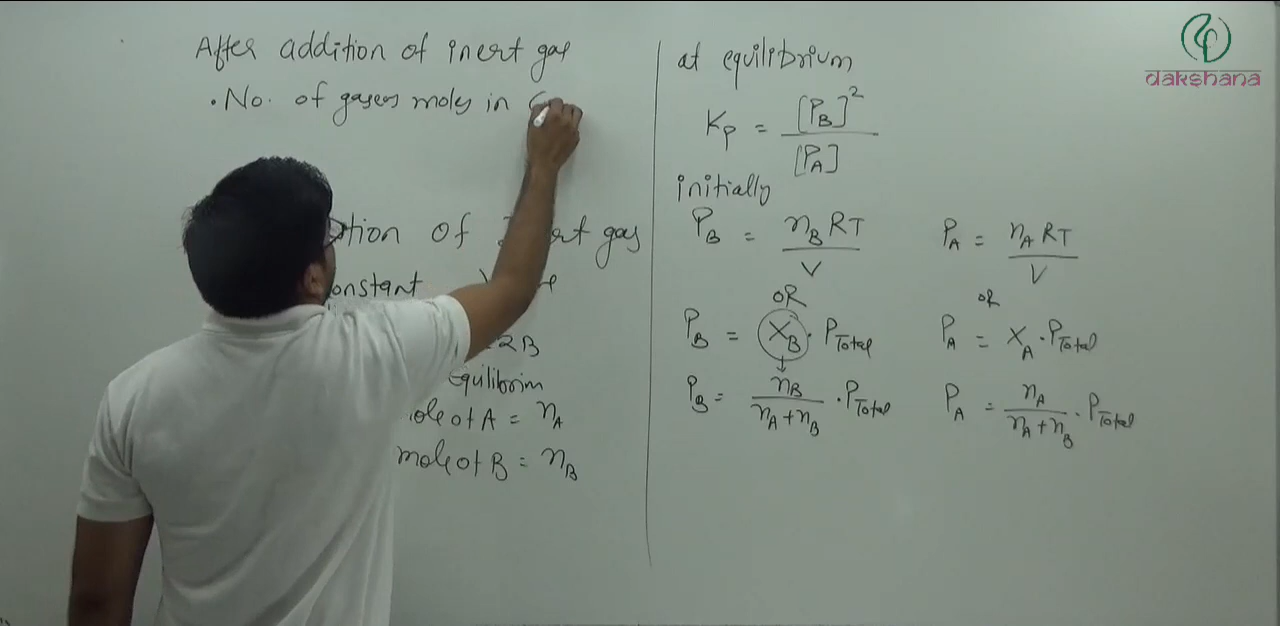 After addition of inert gas
• No. of gases moles in
tion of Inert gas
onstant
2B
equilibrim
mole of A = nA
mole of B = nB
at equilibrium
Kp = [PB]² / [PA]
initially
PB = nB RT / V PA = nA RT / V
OR OR
PB = XB · PTotal PA = XA · PTotal
PB = nB / nA + nB · PTotal PA = nA / nA + nB · PTotal
dakshana